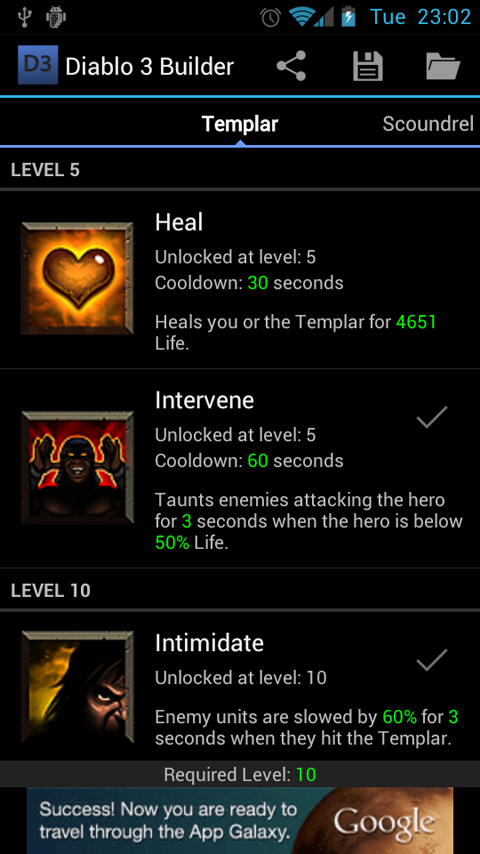 Tue 23:02
D3 Diablo 3 Builder
Templar Scoundrel
LEVEL 5
Heal
Unlocked at level: 5
Cooldown: 30 seconds
Heals you or the Templar for 4651
Life.
Intervene
Unlocked at level: 5
Cooldown: 60 seconds
Taunts enemies attacking the hero
for 3 seconds when the hero is below
50% Life.
LEVEL 10
Intimidate
Unlocked at level: 10
Enemy units are slowed by 60% for 3
seconds when they hit the Templar.
Required Level: 10
Success! Now you are ready to
travel through the App Galaxy.
Google